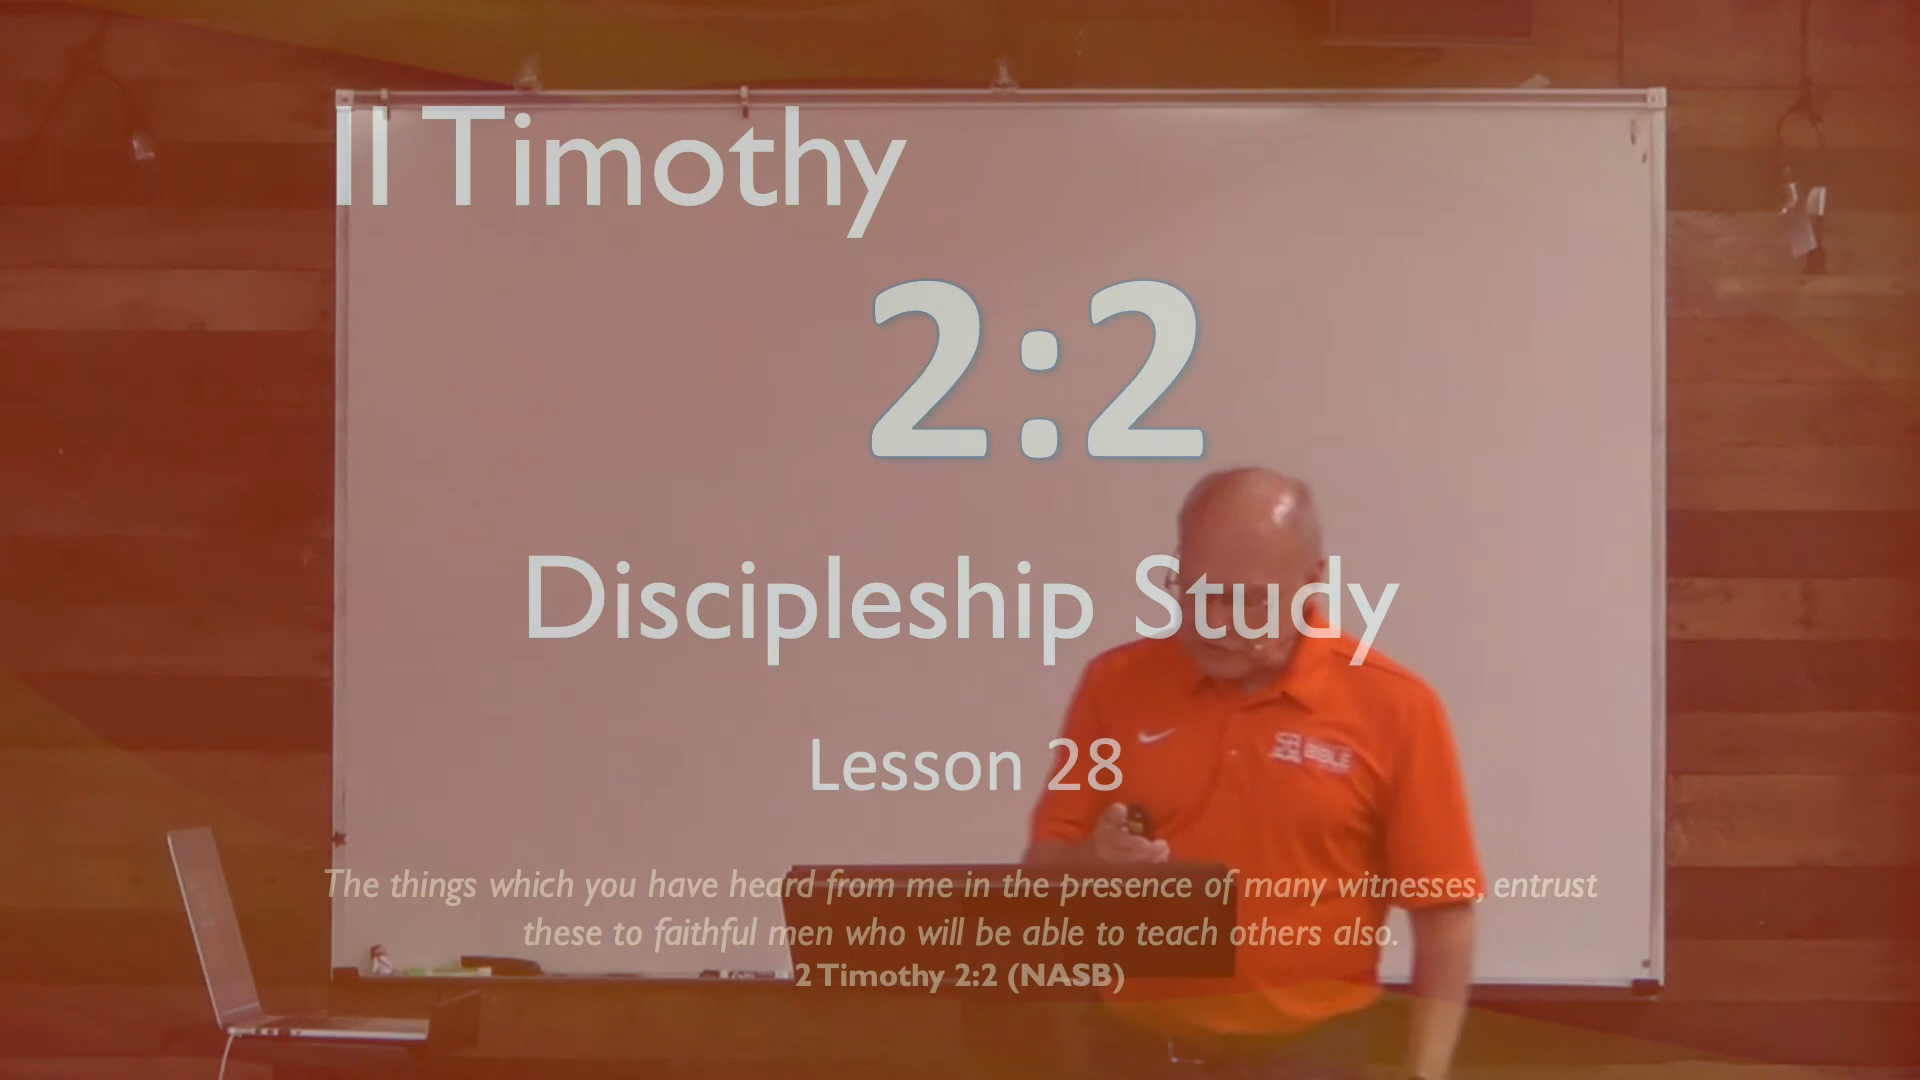 II Timothy
2:2
Discipleship Study
Lesson 28
BIBLE
The things which you have heard from me in the presence of many witnesses, entrust
these to faithful men who will be able to teach others also.
2 Timothy 2:2 (NASB)